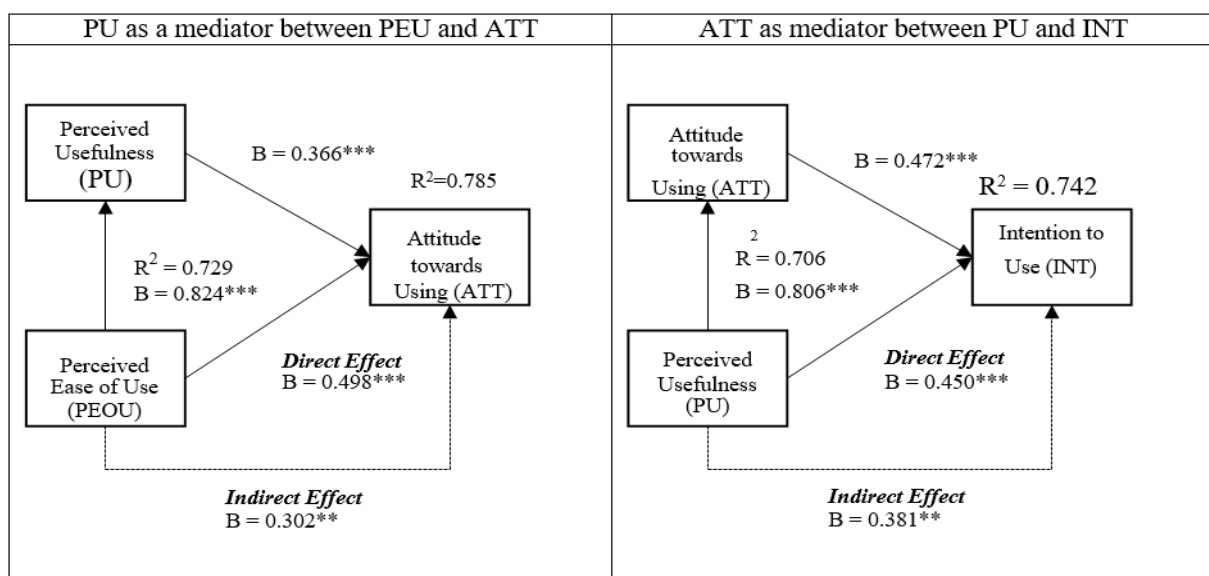 PU as a mediator between PEU and ATT
Perceived
Usefulness
(PU)
B = 0.366***
R²=0.785
Attitude
towards
Using (ATT)
R² = 0.729
B = 0.824***
Perceived
Ease of Use
(PEOU)
Direct Effect
B = 0.498***
Indirect Effect
B = 0.302**
ATT as mediator between PU and INT
Attitude
towards
Using (ATT)
B = 0.472***
R² = 0.742
Intention to
Use (INT)
2
R = 0.706
B = 0.806***
Perceived
Usefulness
(PU)
Direct Effect
B = 0.450***
Indirect Effect
B = 0.381**